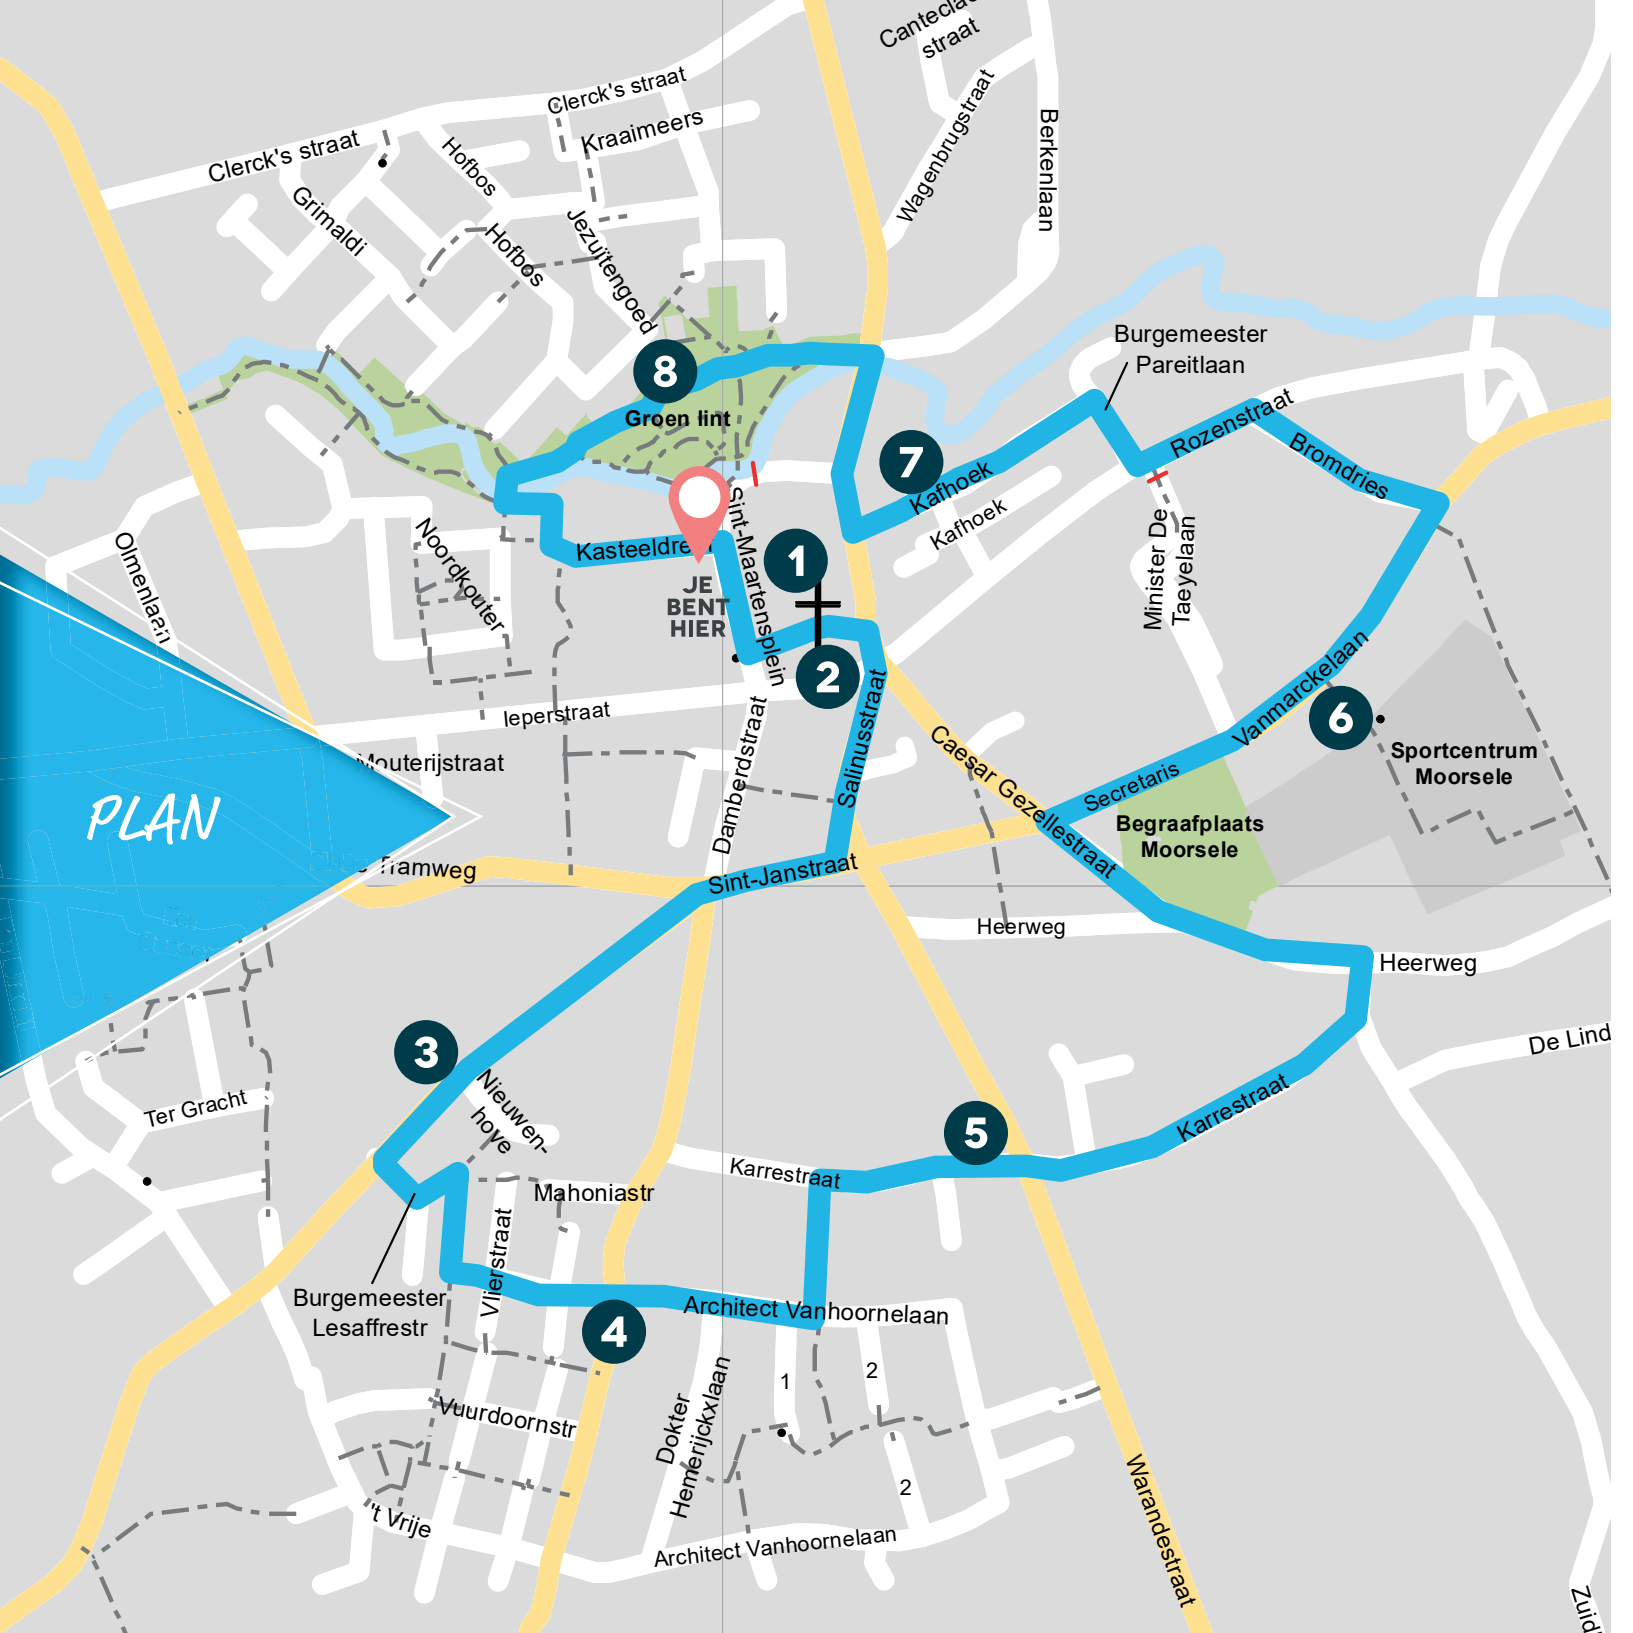 Cantecla
straat
Clerck's straat
Kraaimeers
Wagenbrugstraat
Berkenlaan
Clerck's straat
Hofbos
Grimaldi
Hofbos
Jezuïtengoed
Burgemeester
Pareitlaan
8
Groen lint
Rozenstraat
Bromdries
7
Kafhoek
Kafhoek
Sint-Maartensplein
Olmenlaan
Noordkouter
Kasteeldre
1
JE
BENT
HIER
Minister De
Taeyelaan
2
Salinusstraat
Vanmarckelaan
6
Sportcentrum
Moorsele
Ieperstraat
Damberdstraat
Caesar Gezellestraat
Mouterijstraat
Secretaris
PLAN
Begraafplaats
Moorsele
Tramweg
Sint-Janstraat
Heerweg
Heerweg
De Lind
3
Nieuwen-
hove
Ter Gracht
5
Karrestraat
Karrestraat
Mahoniastr
Vlierstraat
Burgemeester
Lesaffrestr
Architect Vanhoornelaan
4
1
2
Vuurdoornstr
Dokter
Hemerijckxlaan
2
't Vrije
Architect Vanhoornelaan
Warandestraat
Zuid